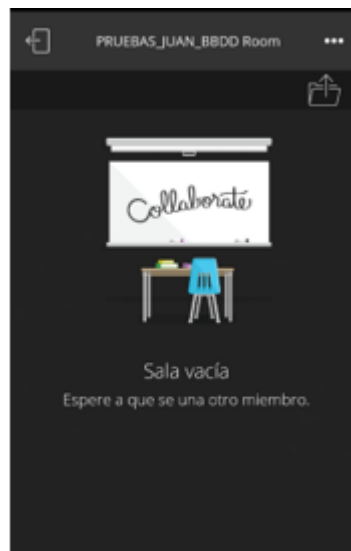 PRUEBAS_JUAN_BBDD Room
Collaborate
Sala vacía
Espere a que se una otro miembro.